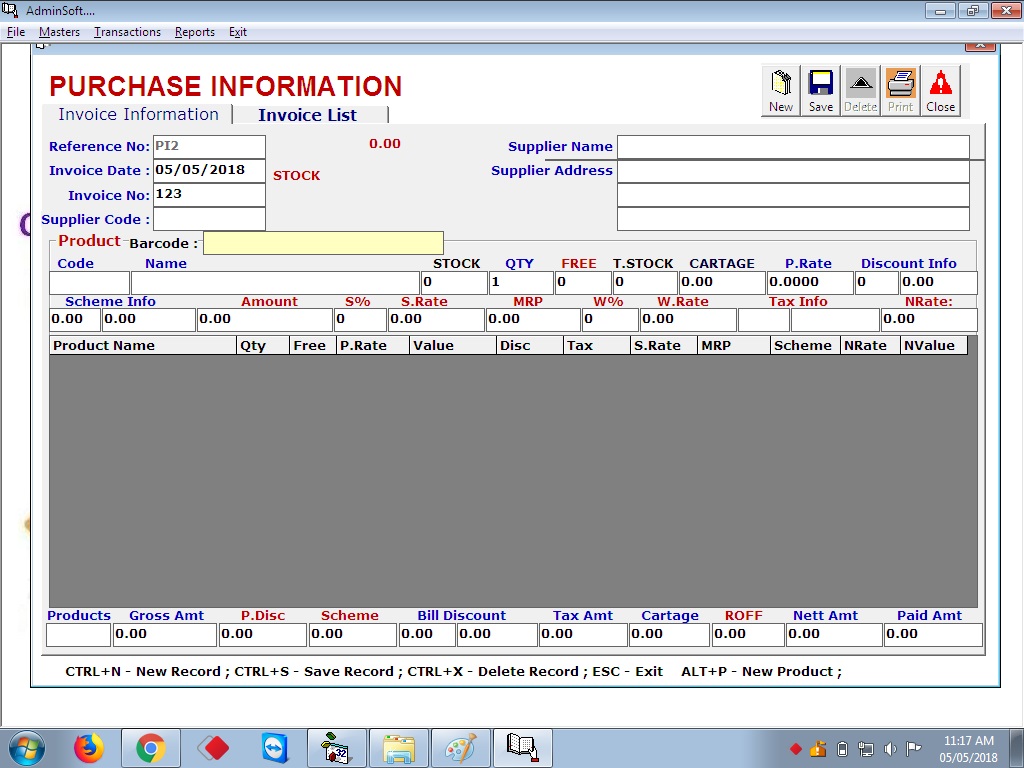 AdminSoft....
File Masters Transactions Reports Exit
PURCHASE INFORMATION
New Save Delete Print Close
Invoice Information Invoice List
Reference No: PI2 0.00 Supplier Name
Invoice Date : 05/05/2018 STOCK Supplier Address
Invoice No: 123
Supplier Code :
Product Barcode :
Code Name STOCK QTY FREE T.STOCK CARTAGE P.Rate Discount Info
0 1 0 0 0.00 0.0000 0 0.00
Scheme Info Amount S% S.Rate MRP W% W.Rate Tax Info NRate:
0.00 0.00 0.00 0 0.00 0.00 0 0.00 0.00
Product Name Qty Free P.Rate Value Disc Tax S.Rate MRP Scheme NRate NValue
Products Gross Amt P.Disc Scheme Bill Discount Tax Amt Cartage ROFF Nett Amt Paid Amt
0.00 0.00 0.00 0.00 0.00 0.00 0.00 0.00 0.00 0.00
CTRL+N - New Record ; CTRL+S - Save Record ; CTRL+X - Delete Record ; ESC - Exit ALT+P - New Product ;
32
11:17 AM
05/05/2018